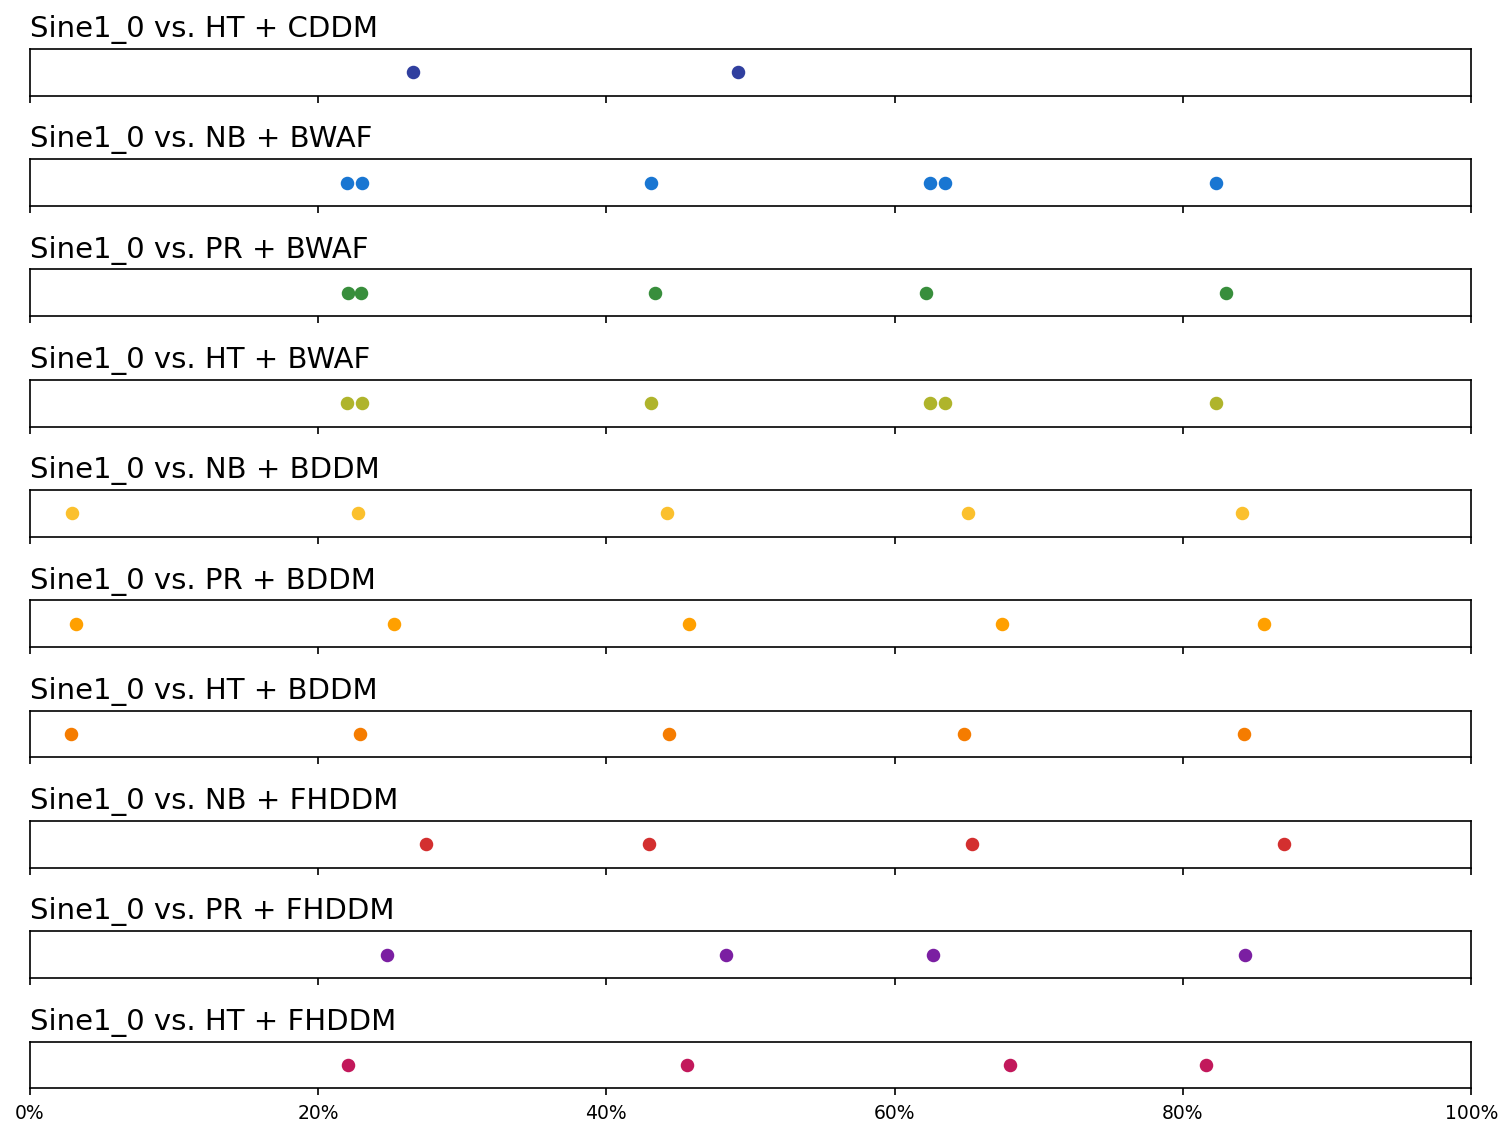 Sine1_0 vs. HT + CDDM
Sine1_0 vs. NB + BWAF
Sine1_0 vs. PR + BWAF
Sine1_0 vs. HT + BWAF
Sine1_0 vs. NB + BDDM
Sine1_0 vs. PR + BDDM
Sine1_0 vs. HT + BDDM
Sine1_0 vs. NB + FHDDM
Sine1_0 vs. PR + FHDDM
Sine1_0 vs. HT + FHDDM
0% 20% 40% 60% 80% 100%